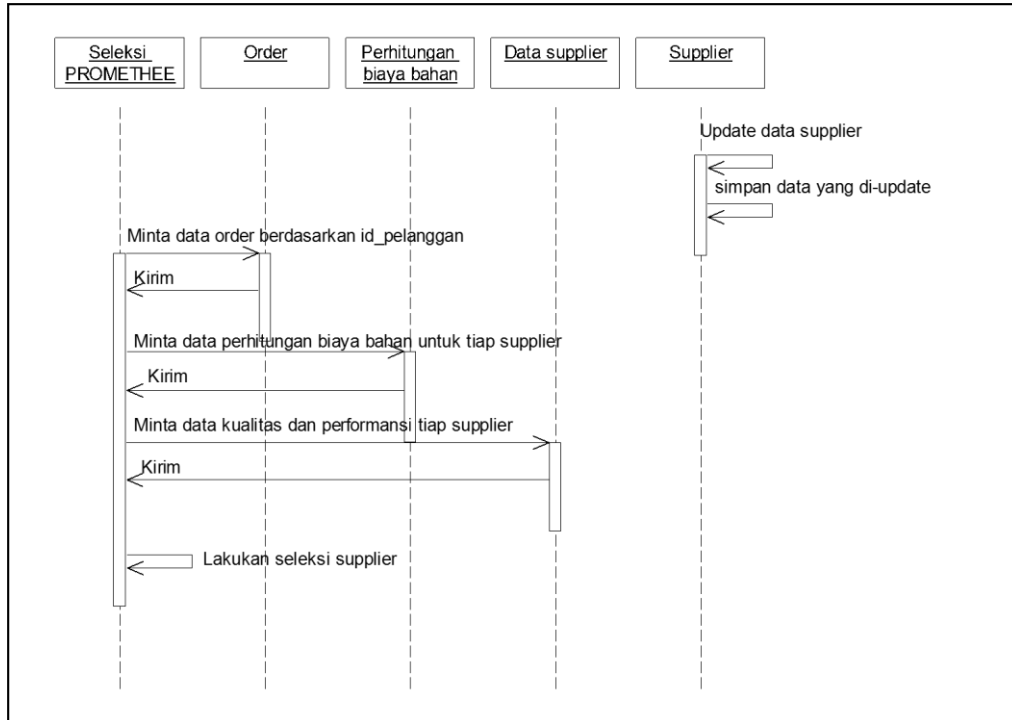 Seleksi
PROMETHEE
Order
Perhitungan
biaya bahan
Data supplier
Supplier
Update data supplier
simpan data yang di-update
Minta data order berdasarkan id_pelanggan
Kirim
Minta data perhitungan biaya bahan untuk tiap supplier
Kirim
Minta data kualitas dan performansi tiap supplier
Kirim
Lakukan seleksi supplier